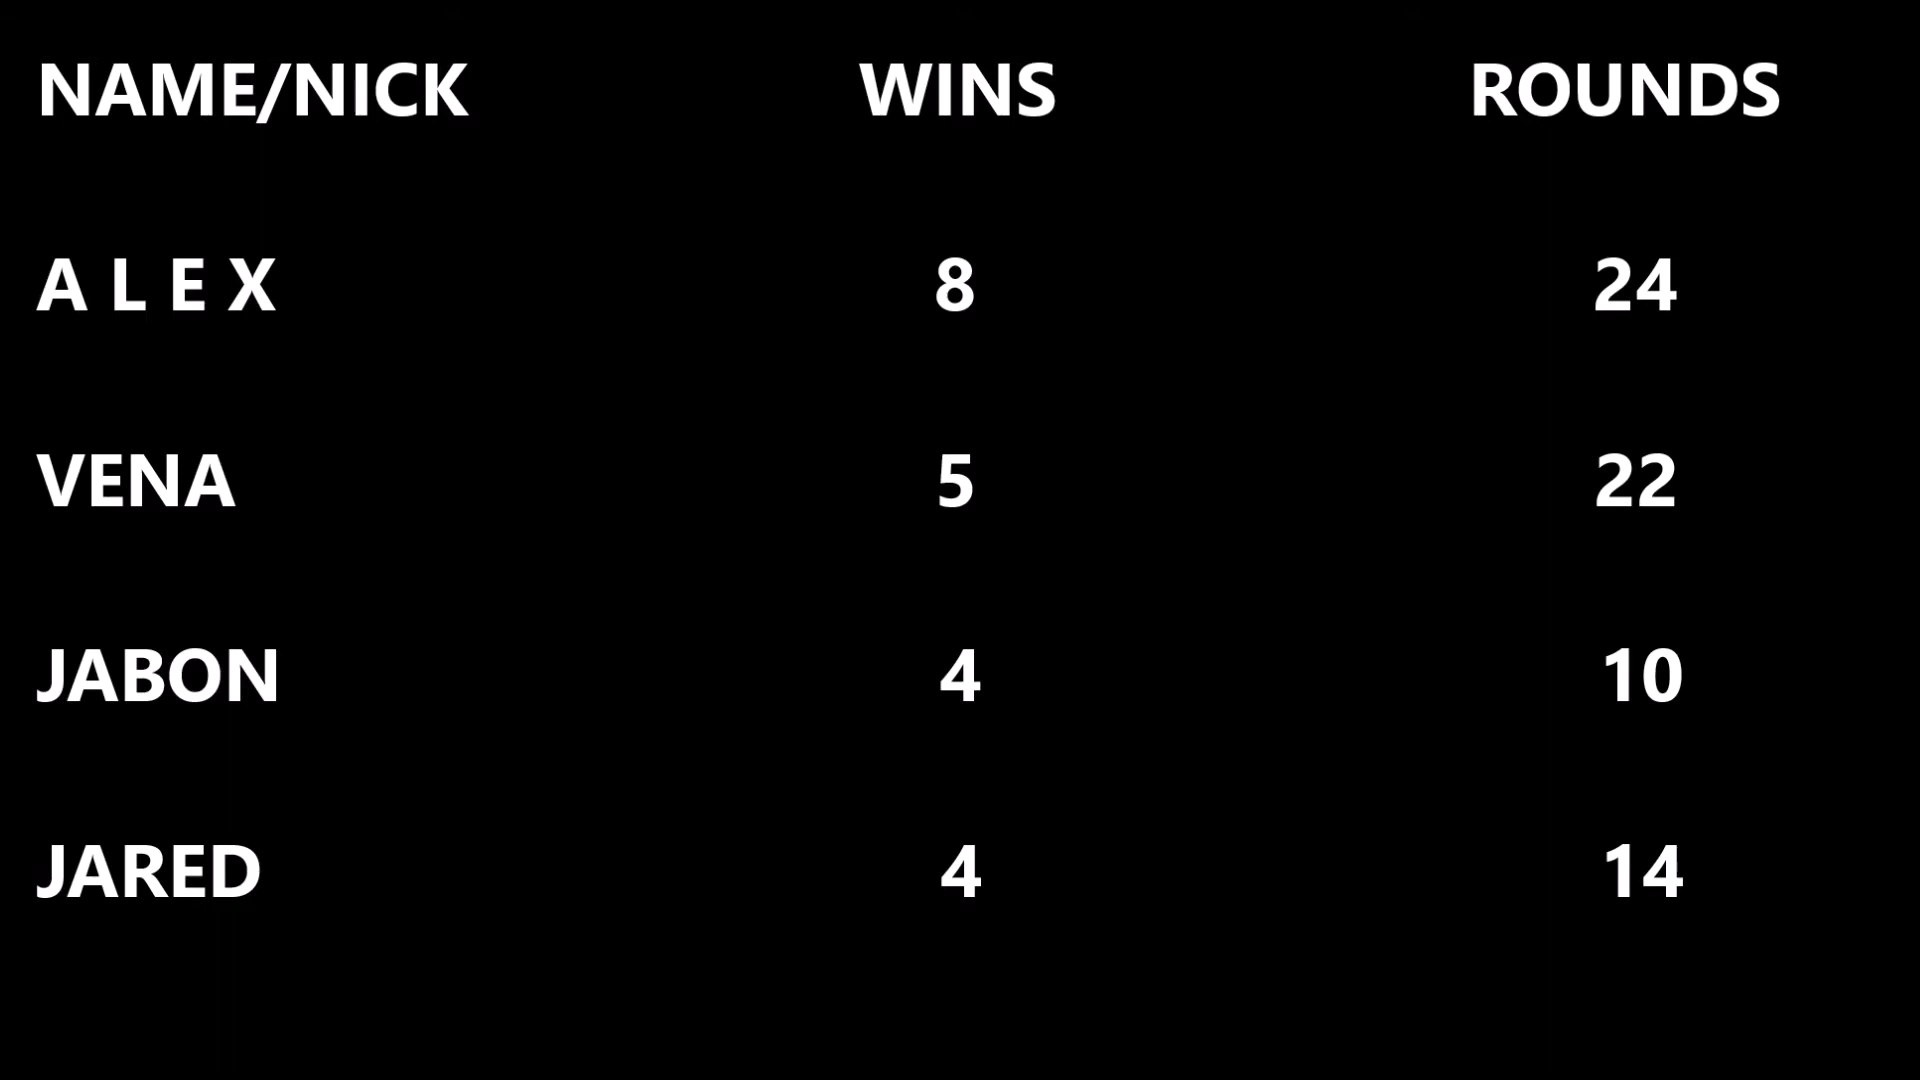 NAME/NICK WINS ROUNDS
A L E X 8 24
VENA 5 22
JABON 4 10
JARED 4 14